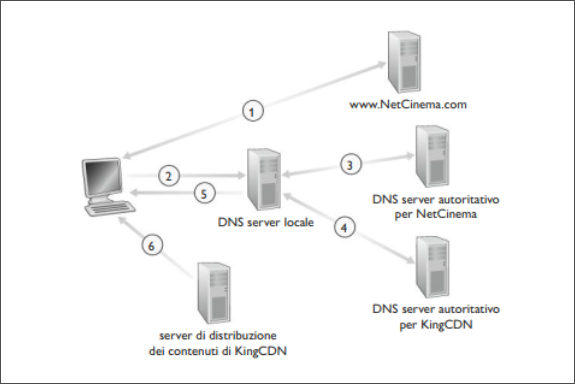 1
www.NetCinema.com
2
3
5
DNS server locale
DNS server autoritativo
per NetCinema
4
6
DNS server autoritativo
per KingCDN
server di distribuzione
dei contenuti di KingCDN